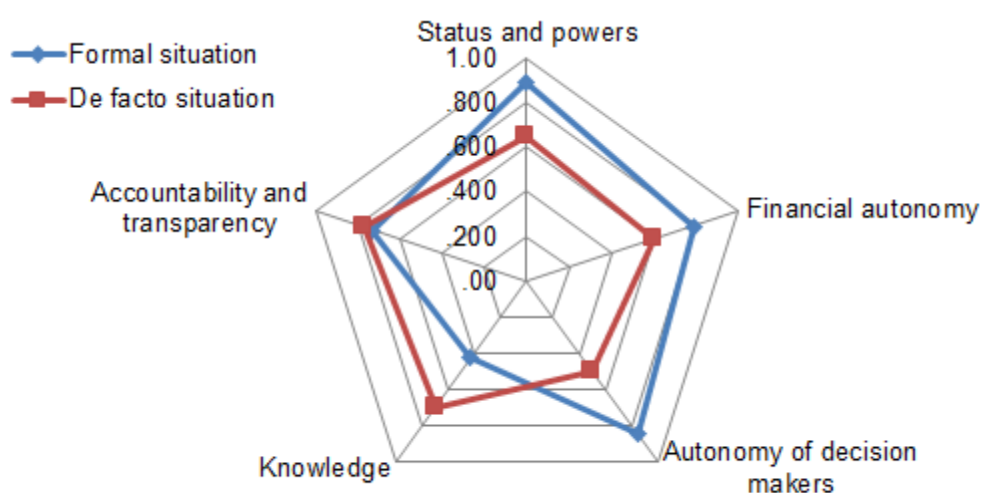 Status and powers
Formal situation
De facto situation
1.00
.800
.600
.400
.200
.00
Accountability and
transparency
Financial autonomy
Knowledge
Autonomy of decision
makers